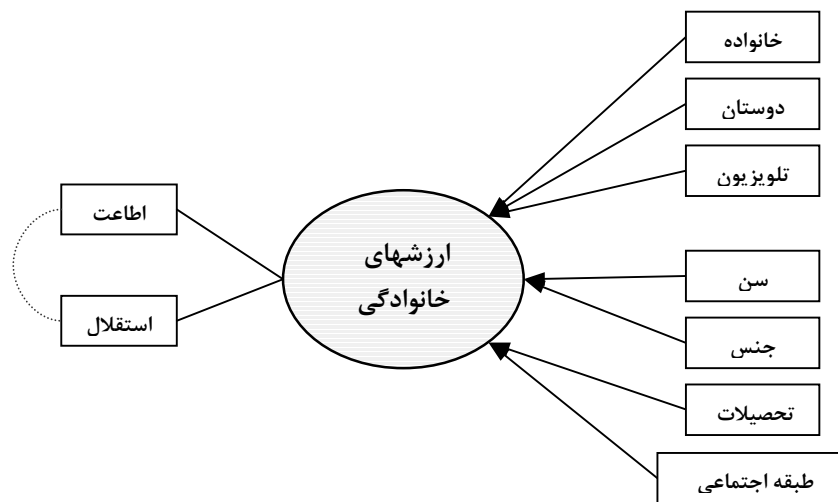 خانواده
دوستان
تلویزیون
سن
جنس
تحصیلات
طبقه اجتماعی
ارزشهای
خانوادگی
اطاعت
استقلال